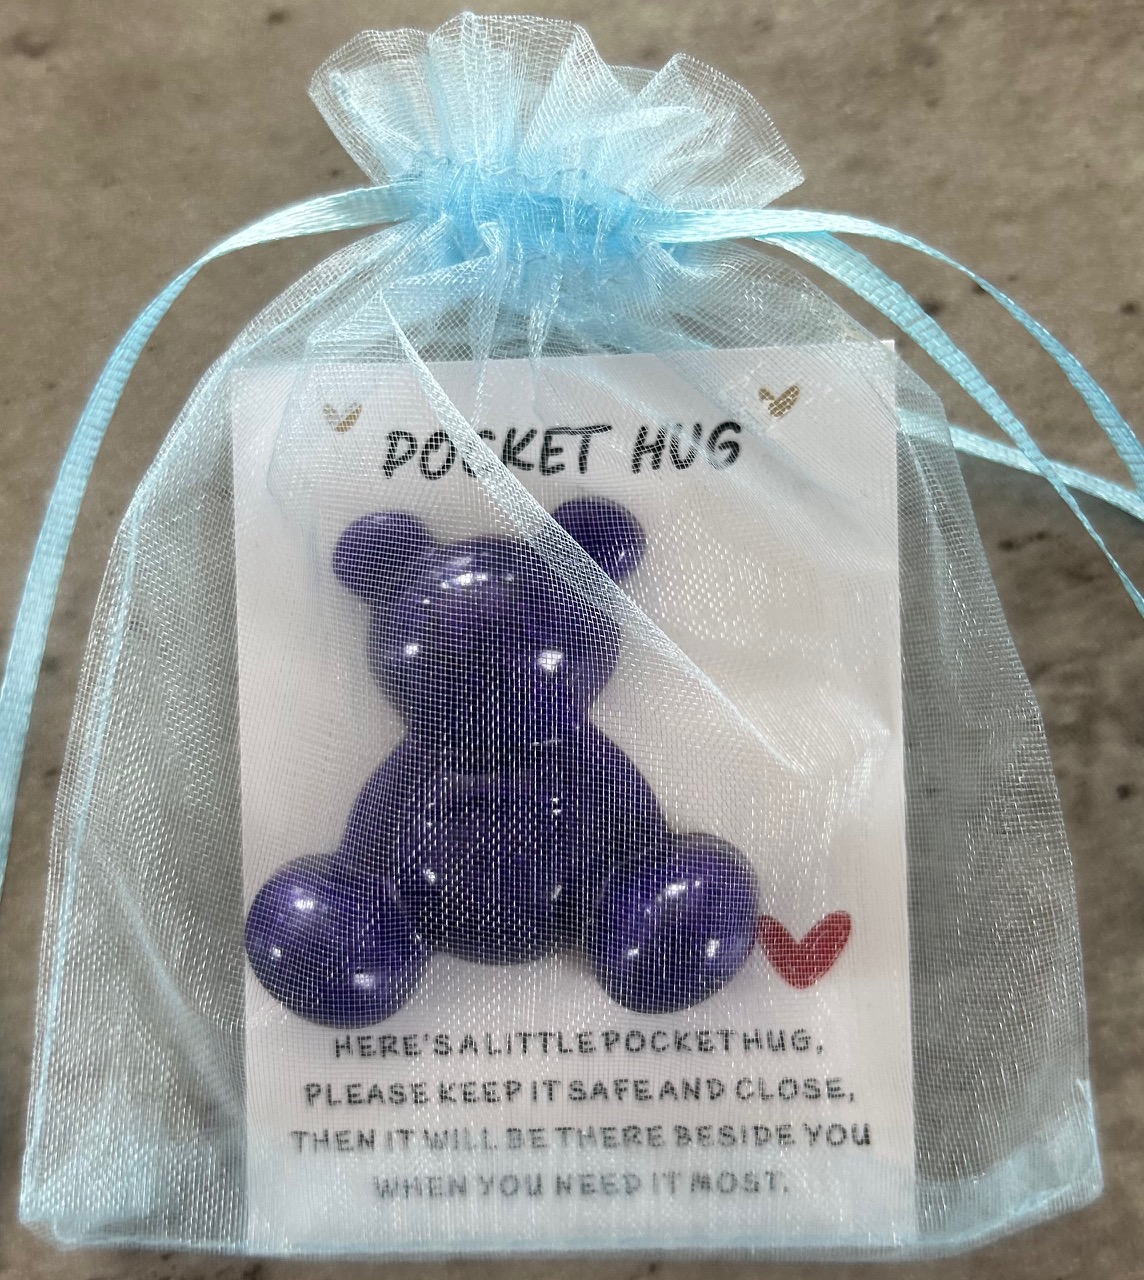 POCKET HUG
HERE'S A LITTLE POCKET HUG,
PLEASE KEEP IT SAFE AND CLOSE,
THEN IT WILL BE THERE BESIDE YOU
WHEN YOU NEED IT MOST.